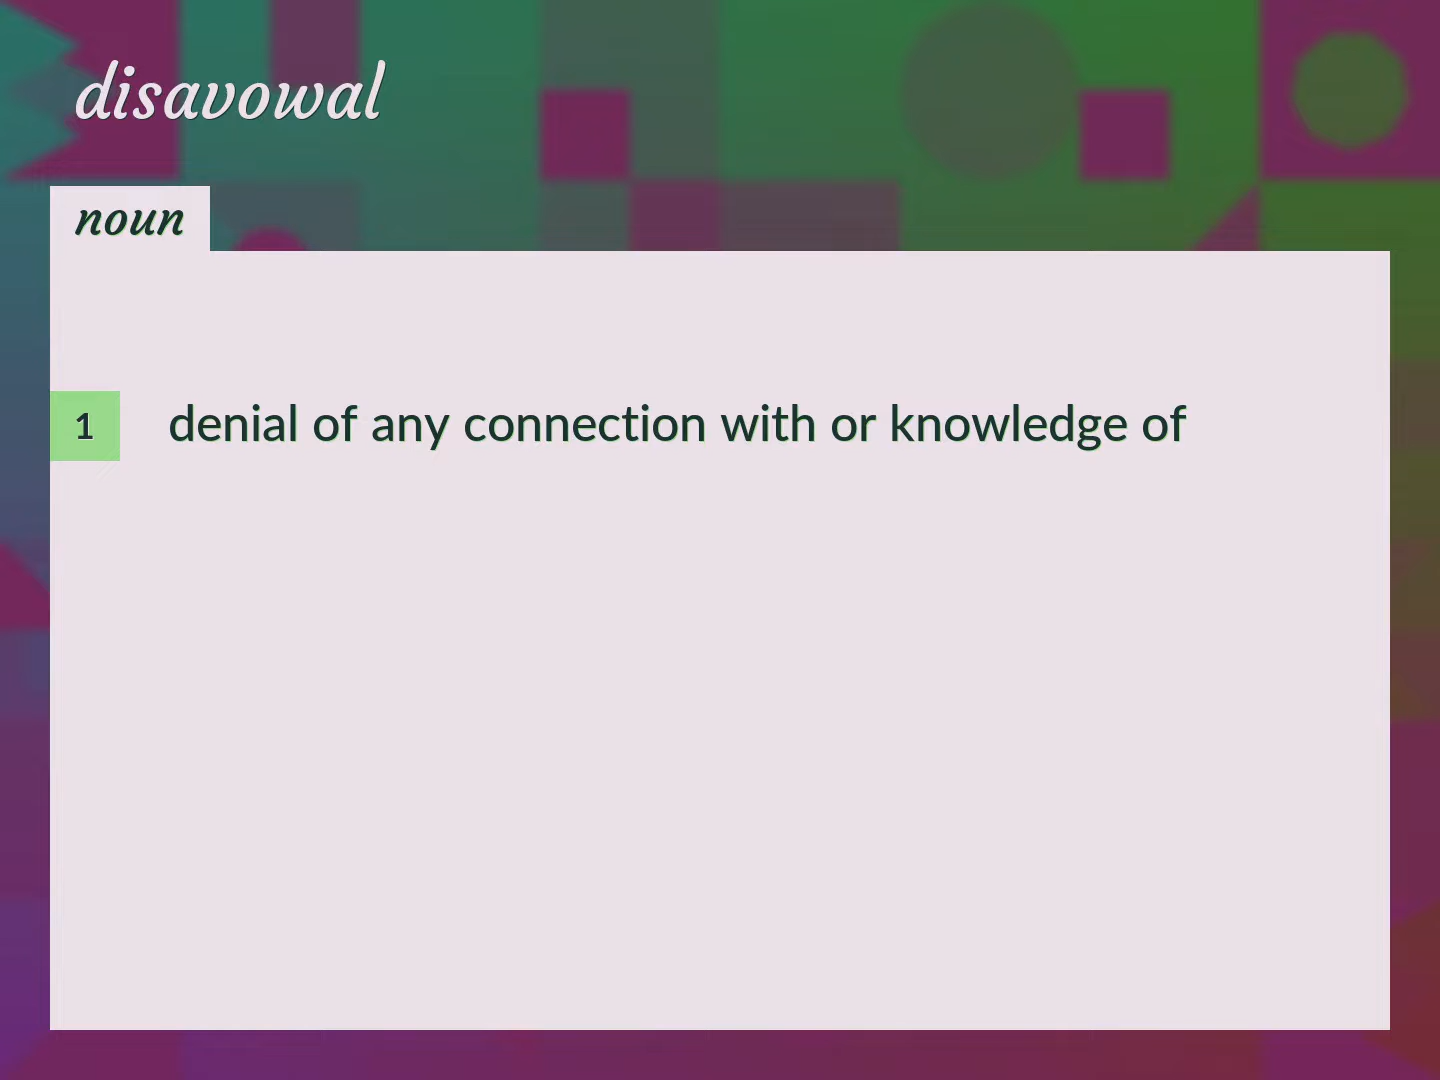 disavowal
noun
1 denial of any connection with or knowledge of